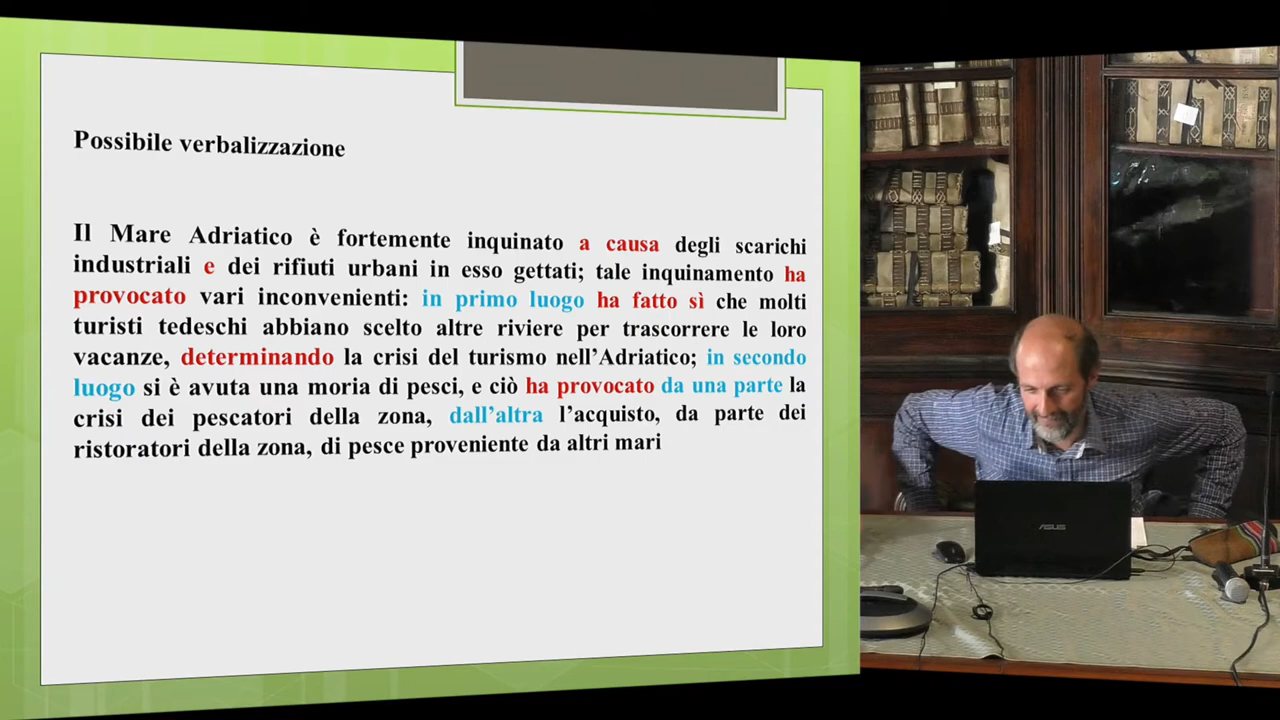 Possibile verbalizzazione
Il Mare Adriatico è fortemente inquinato a causa degli scarichi
industriali e dei rifiuti urbani in esso gettati; tale inquinamento ha
provocato vari inconvenienti: in primo luogo ha fatto sì che molti
turisti tedeschi abbiano scelto altre riviere per trascorrere le loro
vacanze, determinando la crisi del turismo nell’Adriatico; in secondo
luogo si è avuta una moria di pesci, e ciò ha provocato da una parte la
crisi dei pescatori della zona, dall’altra l’acquisto, da parte dei
ristoratori della zona, di pesce proveniente da altri mari
ASUS